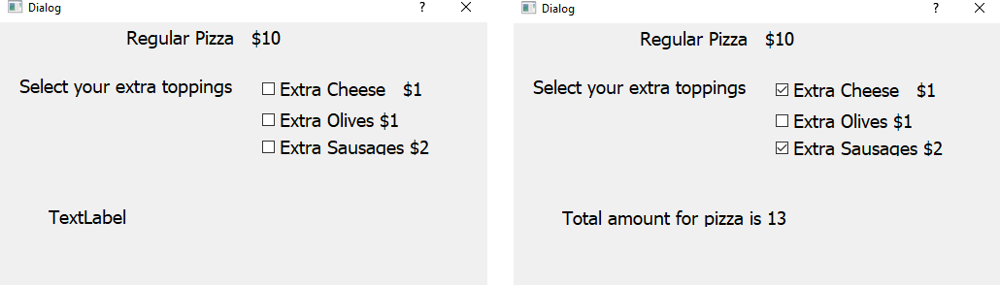 Dialog ?
Regular Pizza $10
Select your extra toppings
Extra Cheese $1
Extra Olives $1
Extra Sausages $2
TextLabel
Dialog ?
Regular Pizza $10
Select your extra toppings
Extra Cheese $1
Extra Olives $1
Extra Sausages $2
Total amount for pizza is 13